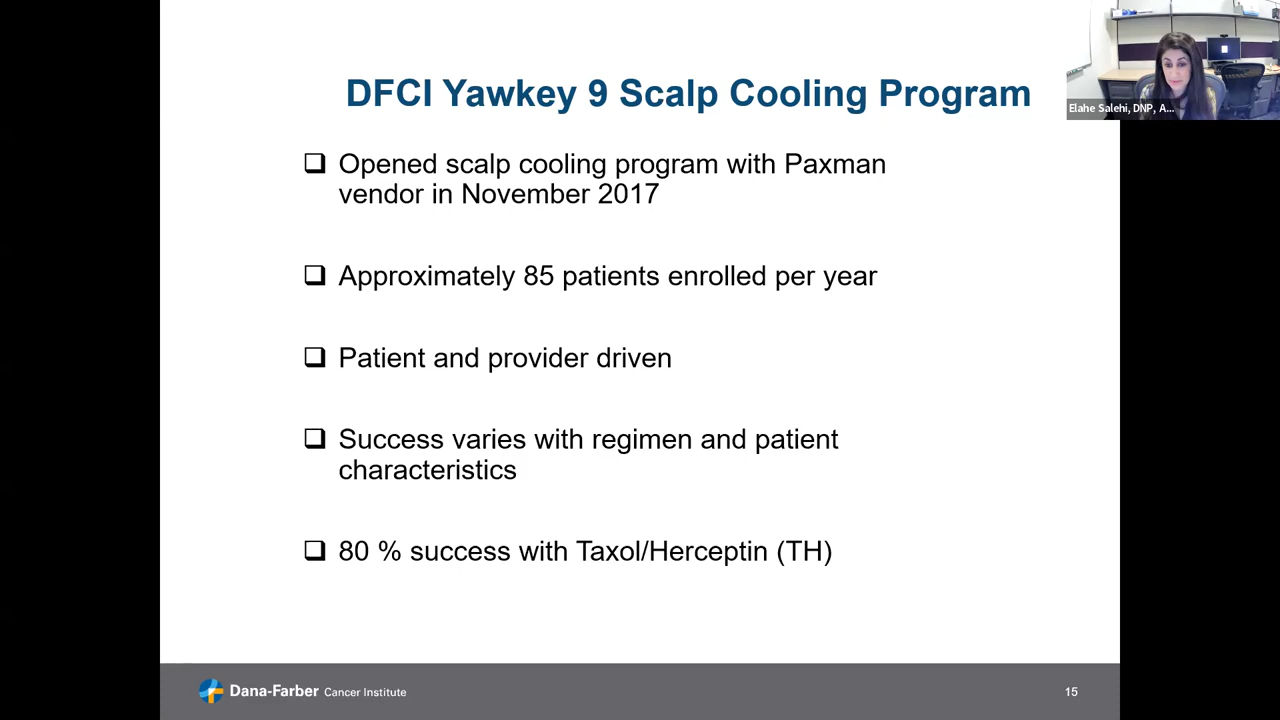 DFCI Yawkey 9 Scalp Cooling Program
Elahe Salehi, DNP, A...
❑ Opened scalp cooling program with Paxman
vendor in November 2017
❑ Approximately 85 patients enrolled per year
❑ Patient and provider driven
❑ Success varies with regimen and patient
characteristics
❑ 80 % success with Taxol/Herceptin (TH)
Dana-Farber Cancer Institute
15